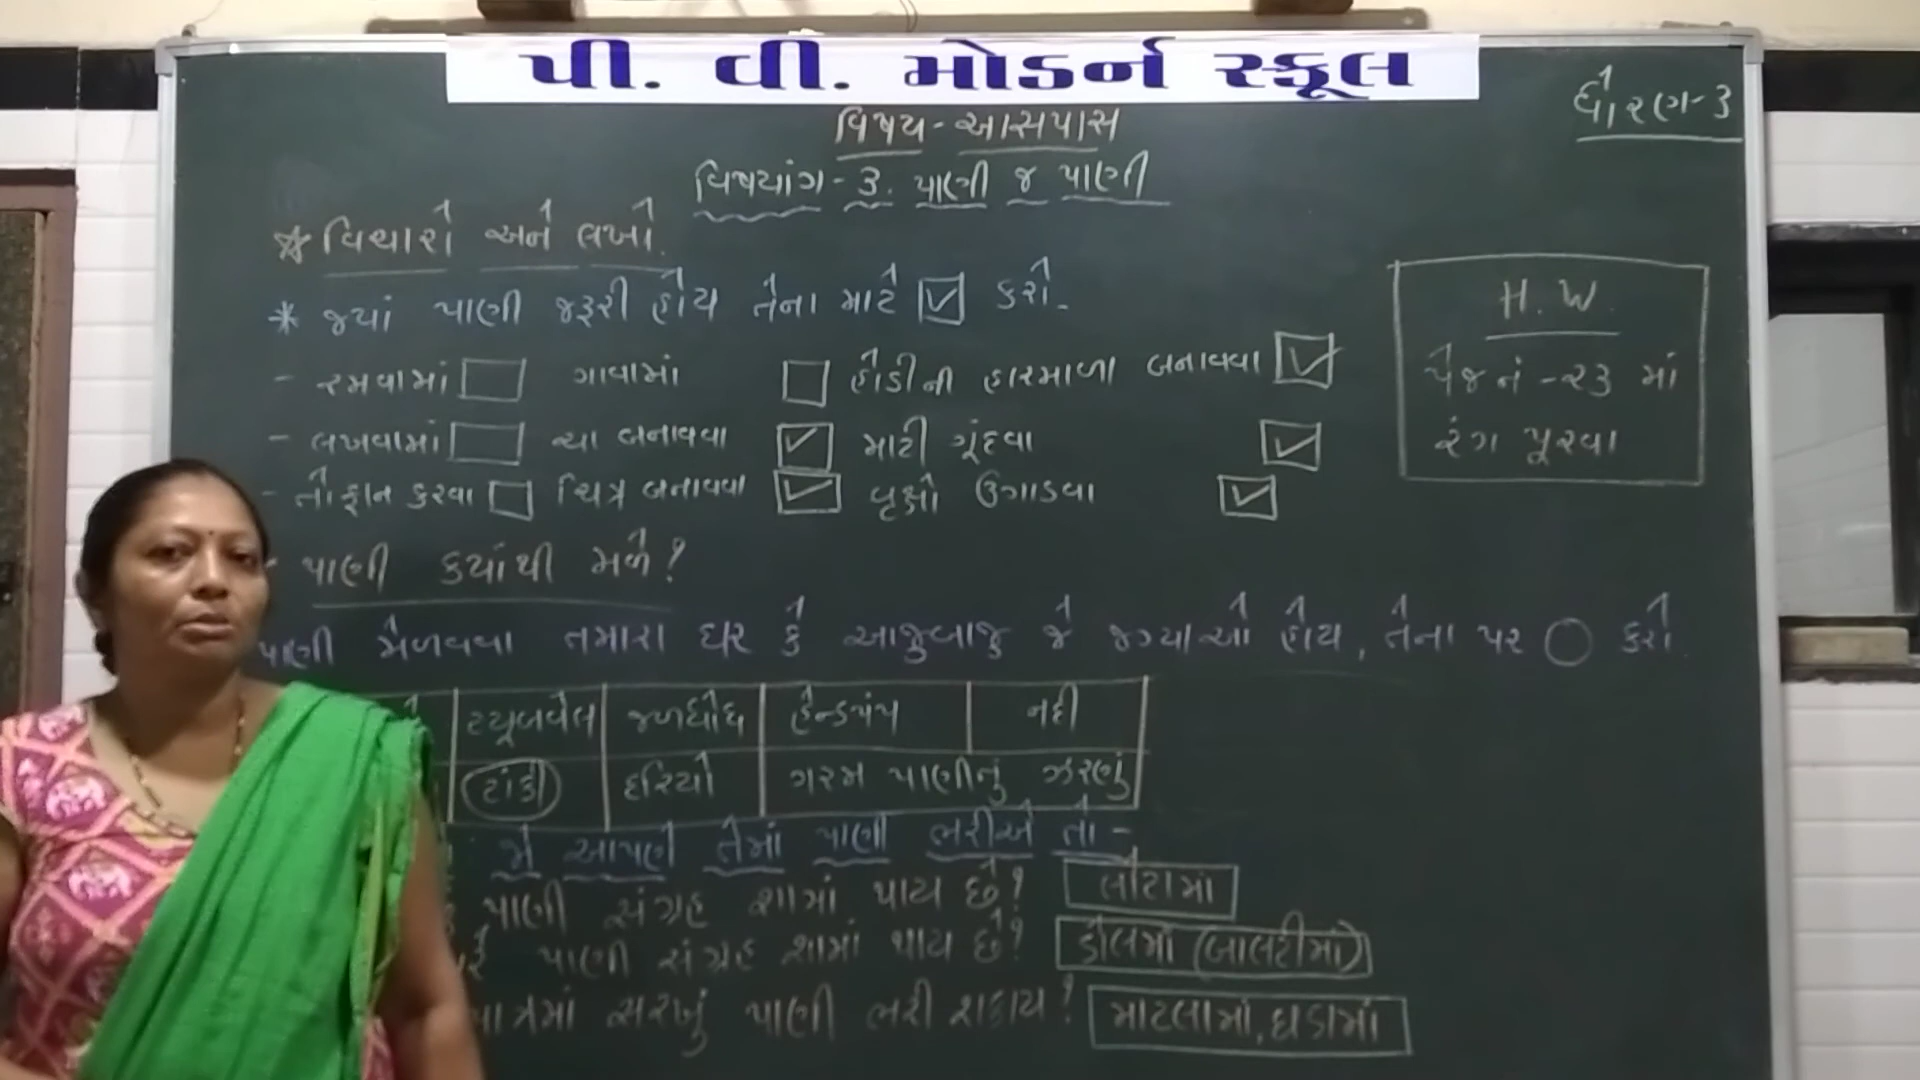 પી. વી. મોડર્ન સ્કૂલ
ધોરણ-૩
વિષય-આસપાસ
વિષયાંગ-૩. પાણી જ પાણી
વિચારો અને લખો.
* જ્યાં પાણી જરૂરી હોય તેના માટે ☑ કરો.
- રમવામાં ☐ ગાવામાં ☐ હોડીની હારમાળા બનાવવા ☑
- લખવામાં ☐ ચા બનાવવા ☑ માટી ગૂંદવા ☑
- તોફાન કરવા ☐ ચિત્ર બનાવવા ☑ વૃક્ષો ઉગાડવા ☑
H.W.
પેજ નં-૨૩ માં
રંગ પૂરવા
- પાણી ક્યાંથી મળે?
પાણી મેળવવા તમારા ઘર કે આજુબાજુ જે જગ્યાઓ હોય, તેના પર ○ કરો.
ટ્યૂબવેલ જળધોધ હેન્ડપંપ નદી
ટાંકી દરિયો ગરમ પાણીનું ઝરણું
જો આપણે તેમાં પાણી ભરીએ તો-
પાણી સંગ્રહ શામાં થાય છે? લોટામાં
પાણી સંગ્રહ શામાં થાય છે? ડોલમાં (બાલટીમાં)
સરખું પાણી ભરી શકાય? માટલામાં, ઘડામાં